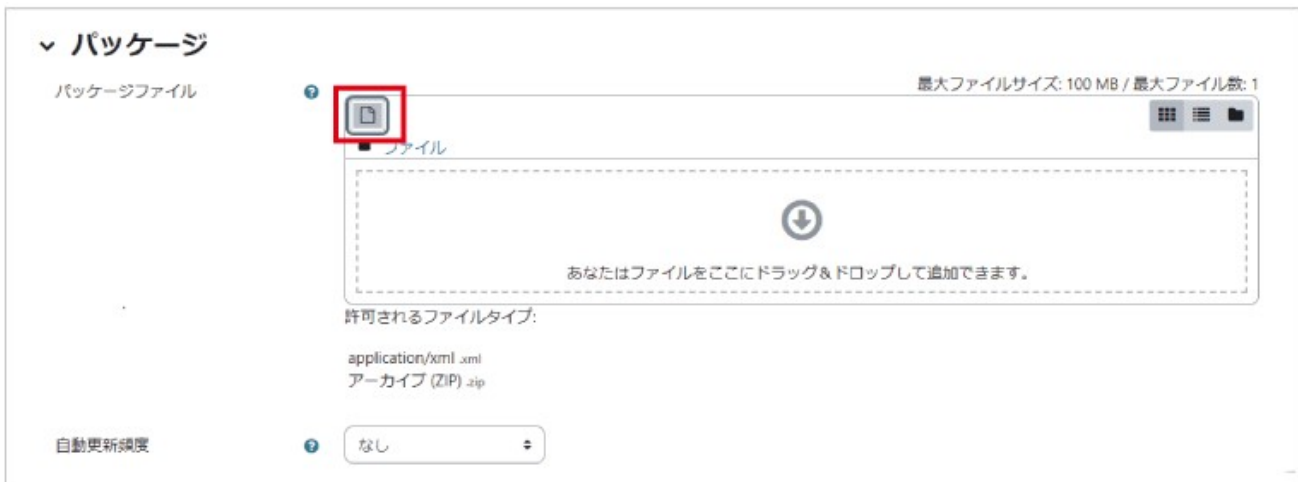 パッケージ
最大ファイルサイズ: 100 MB / 最大ファイル数: 1
パッケージファイル
ファイル
あなたはファイルをここにドラッグ＆ドロップして追加できます。
許可されるファイルタイプ:
application/xml .xml
アーカイブ (ZIP) .zip
自動更新頻度
なし